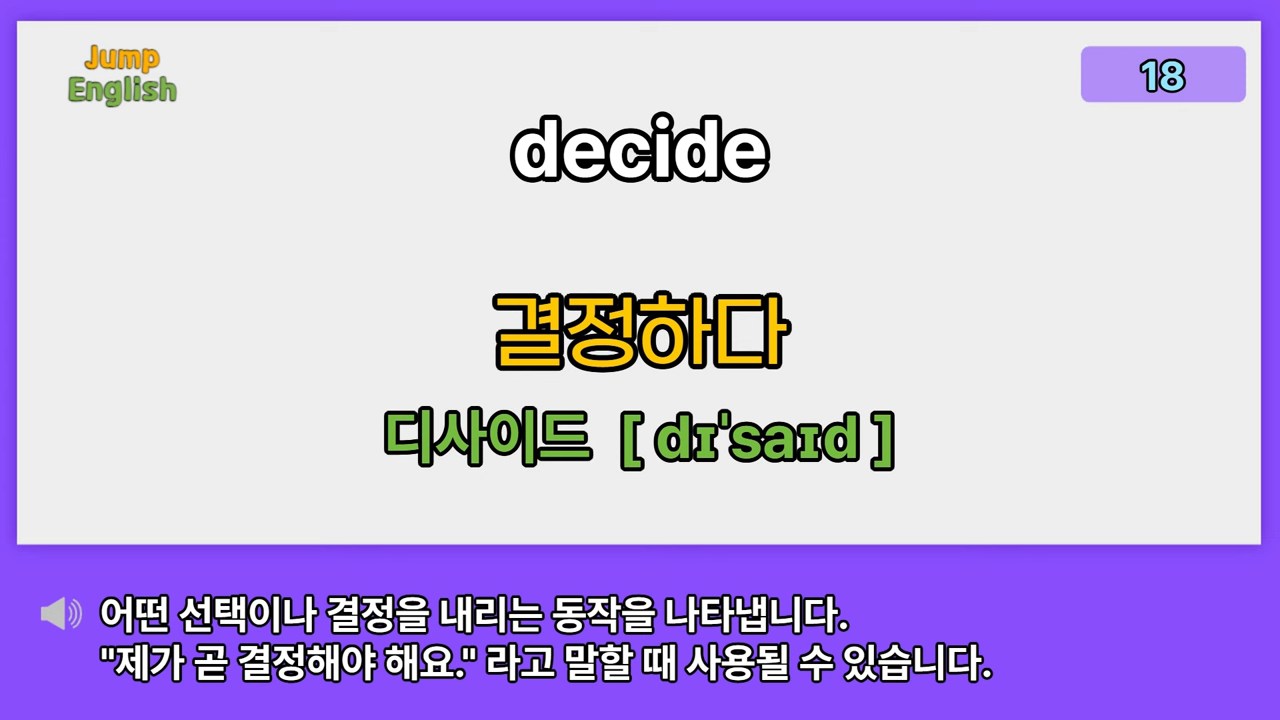 Jump
English
18
decide
결정하다
디사이드 [ dɪˈsaɪd ]
어떤 선택이나 결정을 내리는 동작을 나타냅니다.
"제가 곧 결정해야 해요." 라고 말할 때 사용될 수 있습니다.